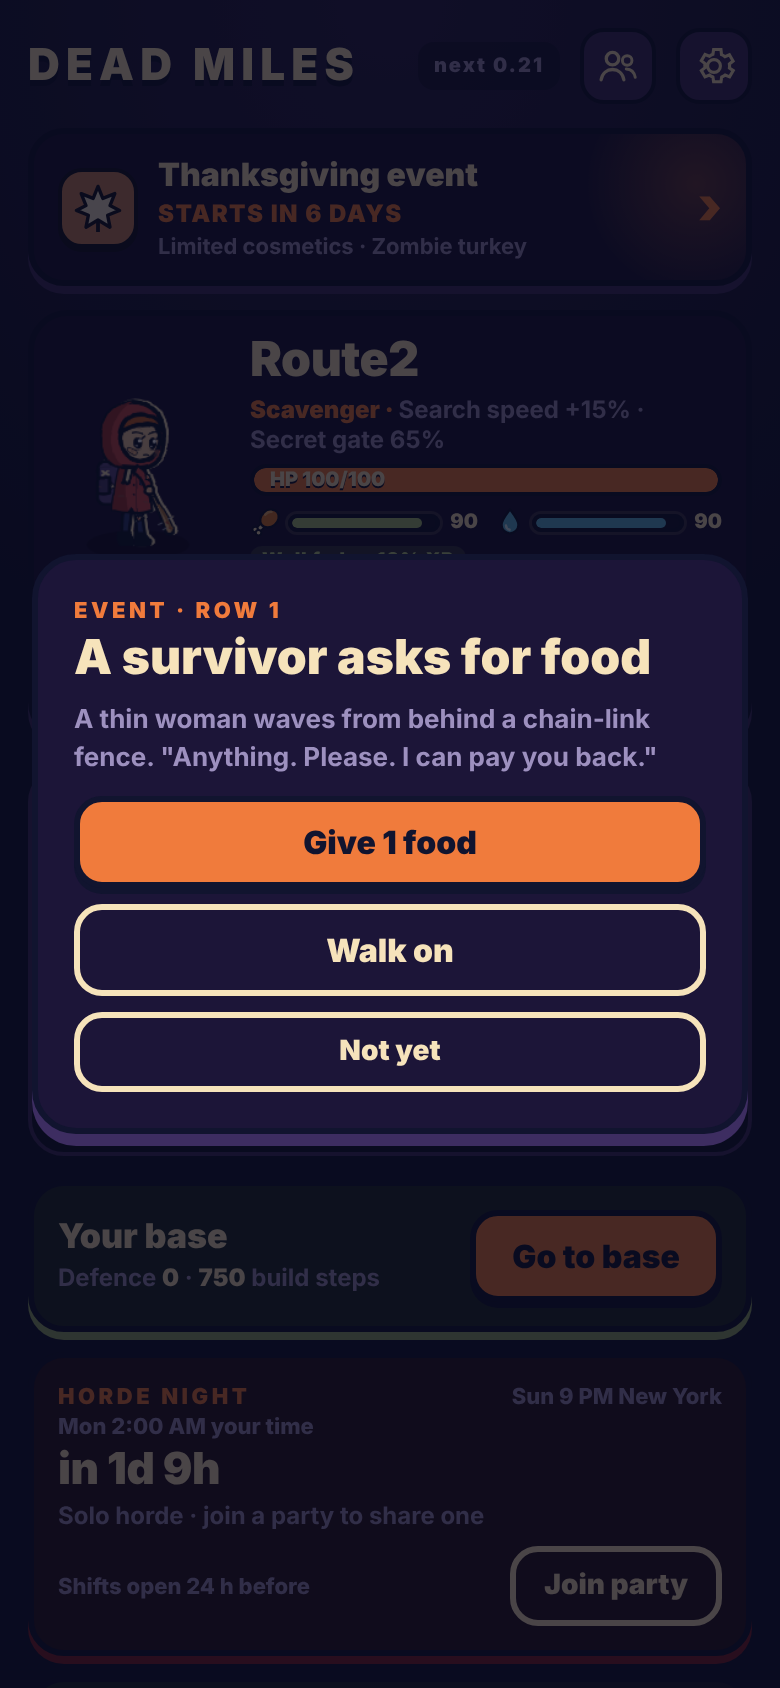 DEAD MILES
next 0.21
Thanksgiving event
STARTS IN 6 DAYS
Limited cosmetics · Zombie turkey
Route2
Scavenger · Search speed +15% ·
Secret gate 65%
HP 100/100
90
90
EVENT · ROW 1
A survivor asks for food
A thin woman waves from behind a chain-link
fence. "Anything. Please. I can pay you back."
Give 1 food
Walk on
Not yet
Your base
Defence 0 · 750 build steps
Go to base
HORDE NIGHT
Sun 9 PM New York
Mon 2:00 AM your time
in 1d 9h
Solo horde · join a party to share one
Shifts open 24 h before
Join party